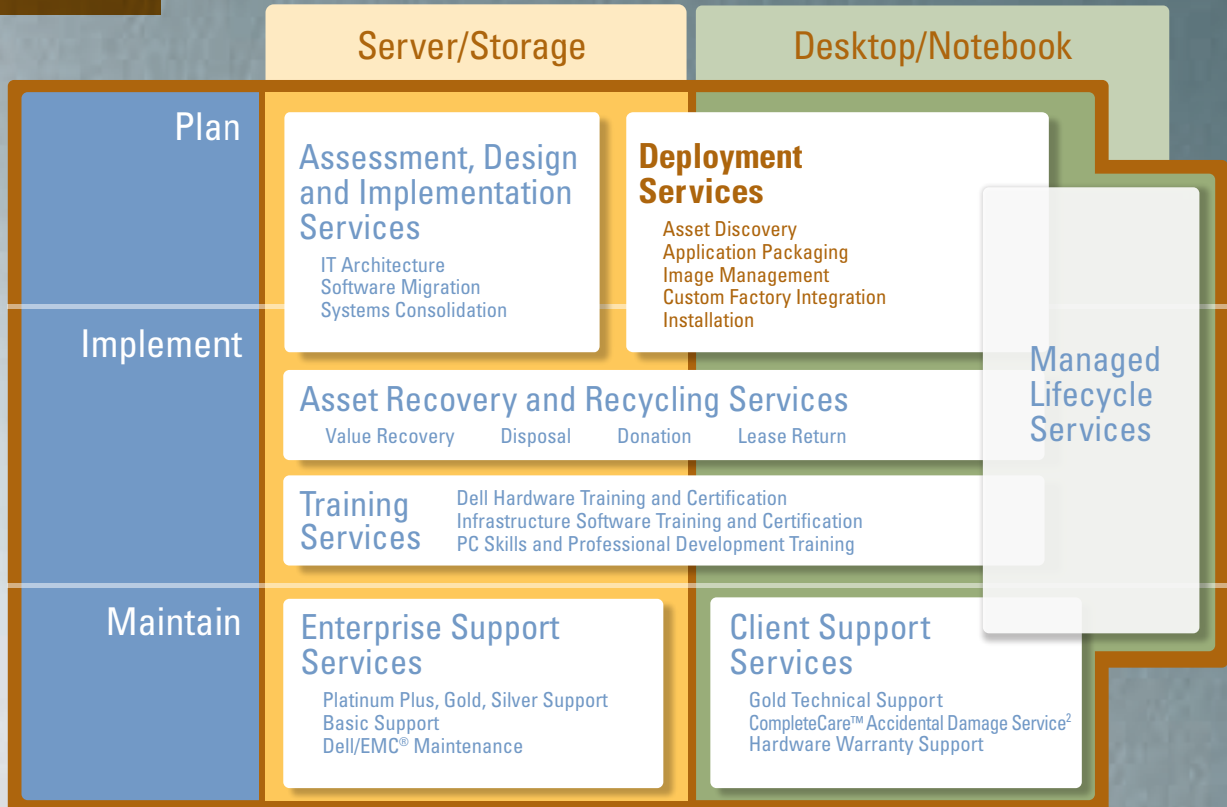 Server/Storage
Desktop/Notebook
Plan
Assessment, Design
and Implementation
Services
IT Architecture
Software Migration
Systems Consolidation
Deployment
Services
Asset Discovery
Application Packaging
Image Management
Custom Factory Integration
Installation
Implement
Managed
Lifecycle
Services
Asset Recovery and Recycling Services
Value Recovery Disposal Donation Lease Return
Training
Services
Dell Hardware Training and Certification
Infrastructure Software Training and Certification
PC Skills and Professional Development Training
Maintain
Enterprise Support
Services
Platinum Plus, Gold, Silver Support
Basic Support
Dell/EMC® Maintenance
Client Support
Services
Gold Technical Support
CompleteCare™ Accidental Damage Service²
Hardware Warranty Support